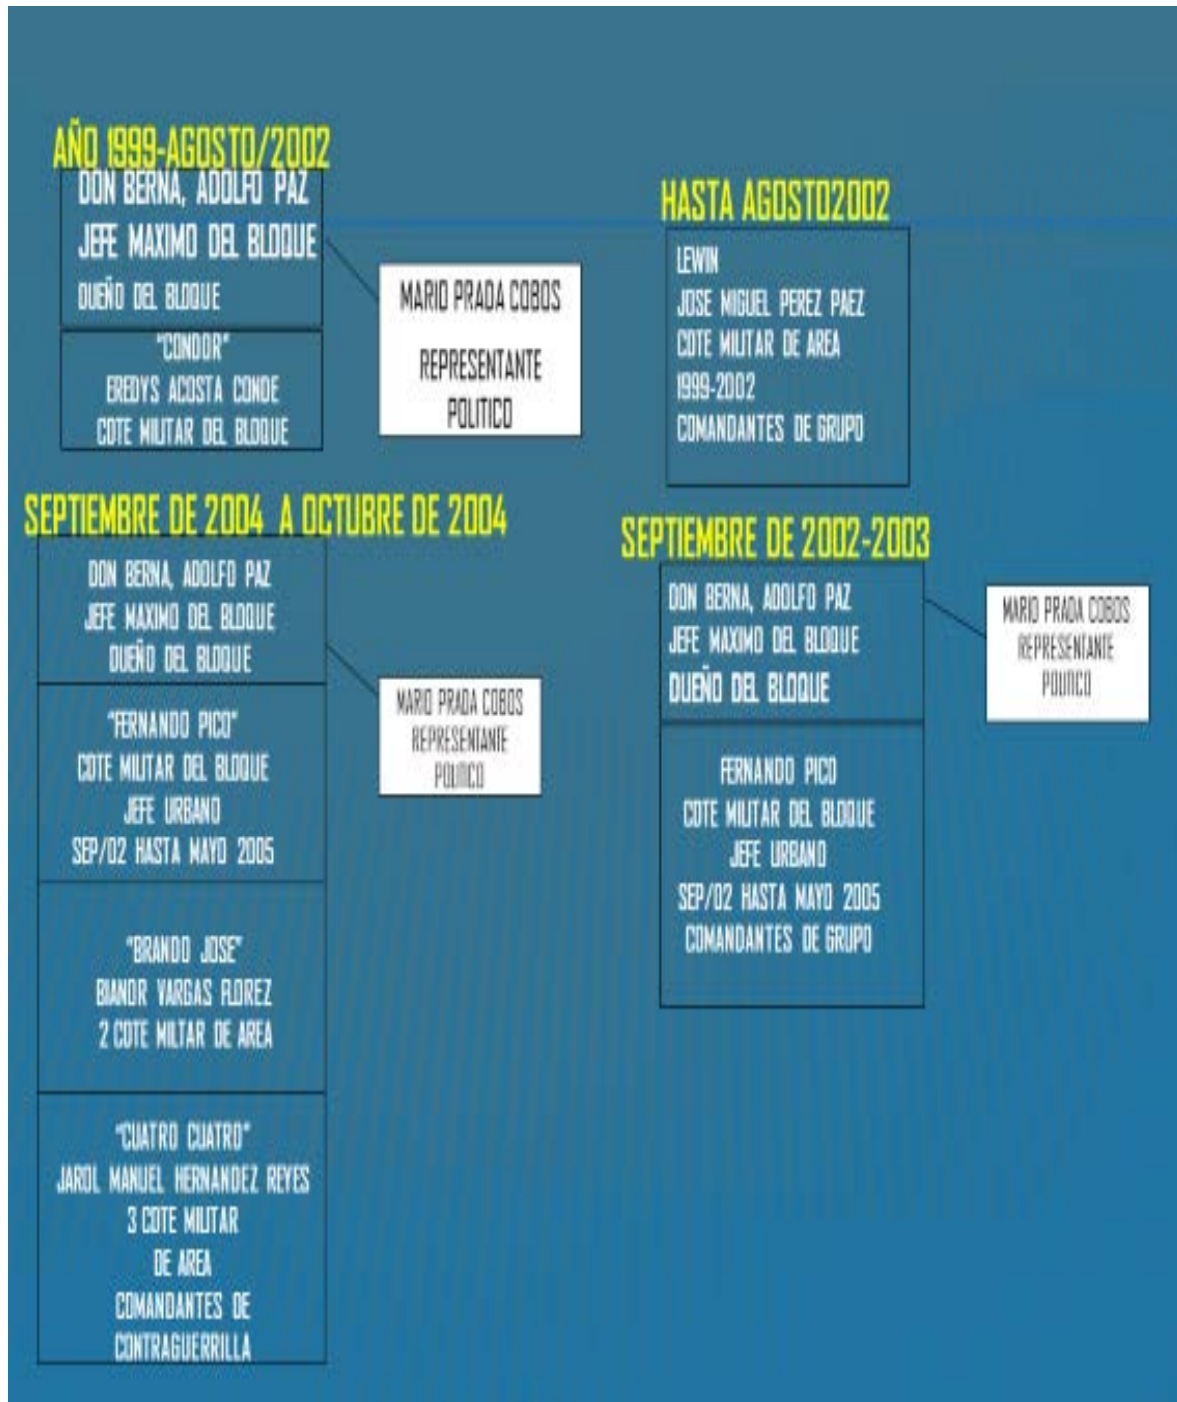 AÑO 1999-AGOSTO/2002
DON BERNA, ADOLFO PAZ
JEFE MAXIMO DEL BLOQUE
DUEÑO DEL BLOQUE
"CONDOR"
EREDYS ACOSTA CONDE
CDTE MILITAR DEL BLOQUE
MARIO PRADA COBOS
REPRESENTANTE
POLITICO
HASTA AGOSTO2002
LEWIN
JOSE MIGUEL PEREZ PAEZ
CDTE MILITAR DE AREA
1999-2002
COMANDANTES DE GRUPO
SEPTIEMBRE DE 2004 A OCTUBRE DE 2004
DON BERNA, ADOLFO PAZ
JEFE MAXIMO DEL BLOQUE
DUEÑO DEL BLOQUE
"FERNANDO PICO"
CDTE MILITAR DEL BLOQUE
JEFE URBANO
SEP/02 HASTA MAYO 2005
"BRANDO JOSE"
BIANOR VARGAS FLOREZ
2 CDTE MILTAR DE AREA
"CUATRO CUATRO"
JAROL MANUEL HERNANDEZ REYES
3 CDTE MILITAR
DE AREA
COMANDANTES DE
CONTRAGUERRILLA
MARIO PRADA COBOS
REPRESENTANTE
POLITICO
SEPTIEMBRE DE 2002-2003
DON BERNA, ADOLFO PAZ
JEFE MAXIMO DEL BLOQUE
DUEÑO DEL BLOQUE
FERNANDO PICO
CDTE MILITAR DEL BLOQUE
JEFE URBANO
SEP/02 HASTA MAYO 2005
COMANDANTES DE GRUPO
MARIO PRADA COBOS
REPRESENTANTE
POLITICO